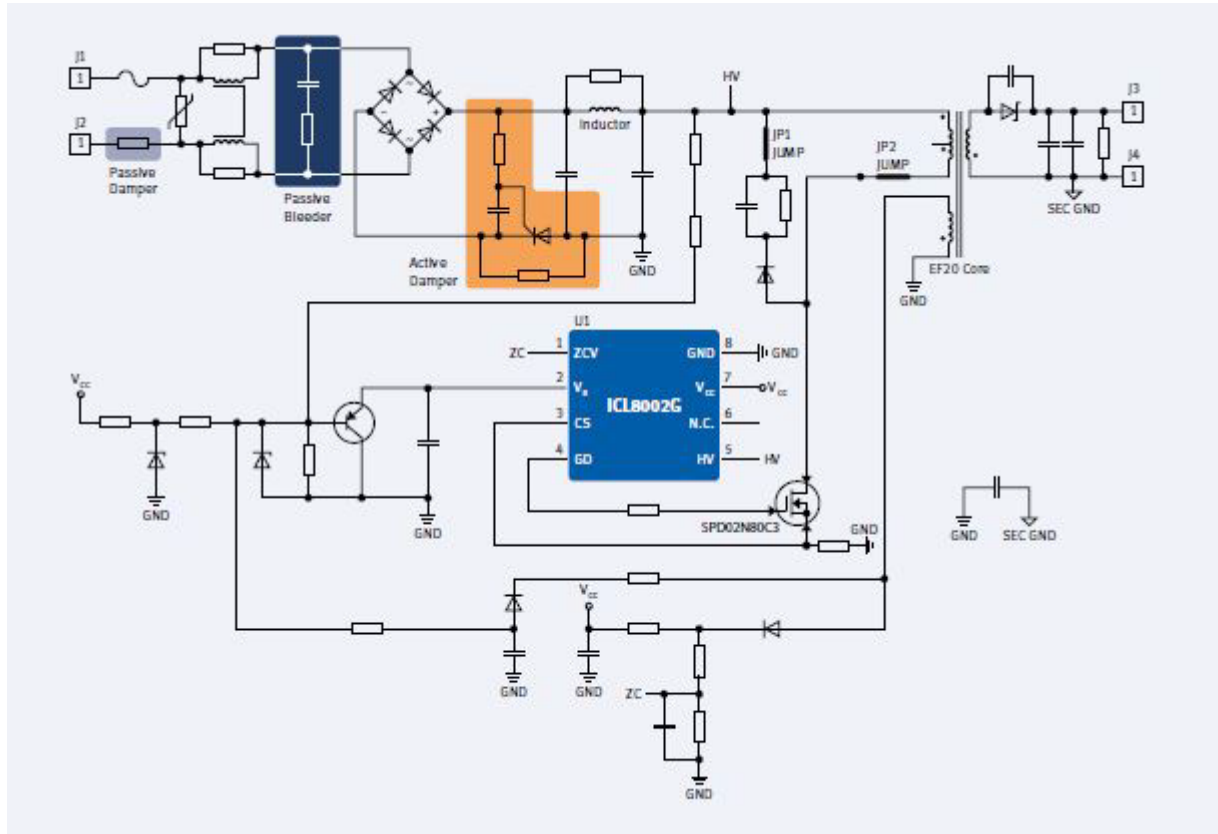 J1
1
J2
1
Passive
Damper
Passive
Bleeder
Active
Damper
Inductor
GND
HV
JP1
JUMP
JP2
JUMP
J3
1
J4
1
SEC GND
EF20 Core
GND
U1
ZC
1
ZCV
GND
8
GND
2
VR
VCC
7
VCC
ICL8002G
3
CS
N.C.
6
4
GD
HV
5
HV
VCC
GND
GND
SPD02N80C3
GND
GND
SEC GND
VCC
GND
GND
ZC
GND